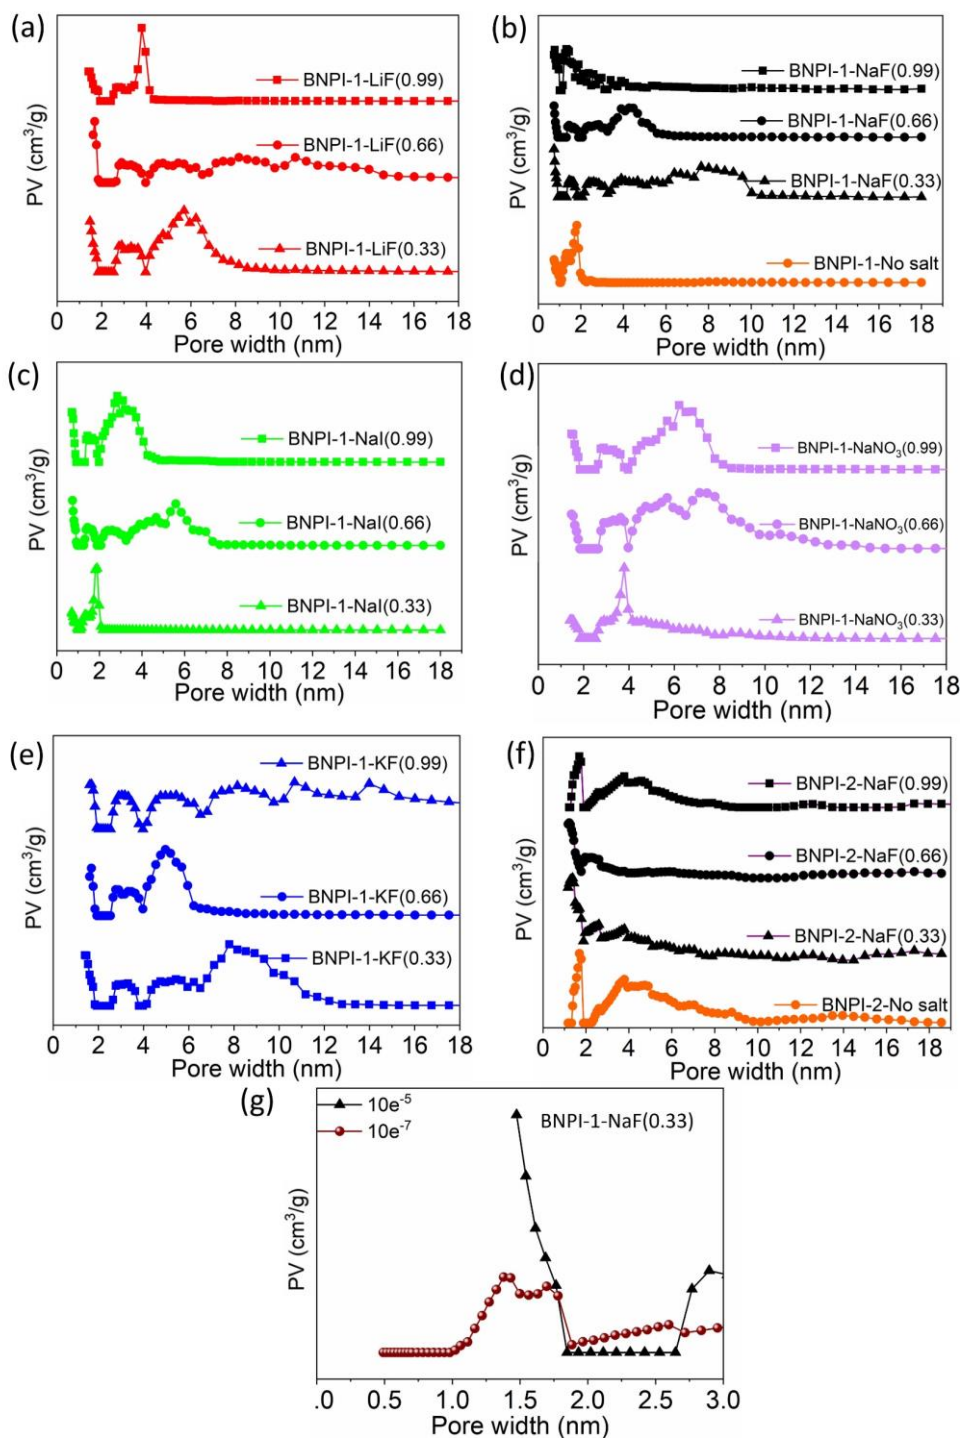 (a)
BNPI-1-LiF(0.99)
BNPI-1-LiF(0.66)
BNPI-1-LiF(0.33)
PV (cm³/g)
0 2 4 6 8 10 12 14 16 18
Pore width (nm)
(b)
BNPI-1-NaF(0.99)
BNPI-1-NaF(0.66)
BNPI-1-NaF(0.33)
BNPI-1-No salt
PV (cm³/g)
0 2 4 6 8 10 12 14 16 18
Pore width (nm)
(c)
BNPI-1-NaI(0.99)
BNPI-1-NaI(0.66)
BNPI-1-NaI(0.33)
PV (cm³/g)
0 2 4 6 8 10 12 14 16 18
Pore width (nm)
(d)
BNPI-1-NaNO₃(0.99)
BNPI-1-NaNO₃(0.66)
BNPI-1-NaNO₃(0.33)
PV (cm³/g)
0 2 4 6 8 10 12 14 16 18
Pore width (nm)
(e)
BNPI-1-KF(0.99)
BNPI-1-KF(0.66)
BNPI-1-KF(0.33)
PV (cm³/g)
0 2 4 6 8 10 12 14 16 18
Pore width (nm)
(f)
BNPI-2-NaF(0.99)
BNPI-2-NaF(0.66)
BNPI-2-NaF(0.33)
BNPI-2-No salt
PV (cm³/g)
0 2 4 6 8 10 12 14 16 18
Pore width (nm)
(g)
10e⁻⁵
10e⁻⁷
BNPI-1-NaF(0.33)
PV (cm³/g)
.0 0.5 1.0 1.5 2.0 2.5 3.0
Pore width (nm)